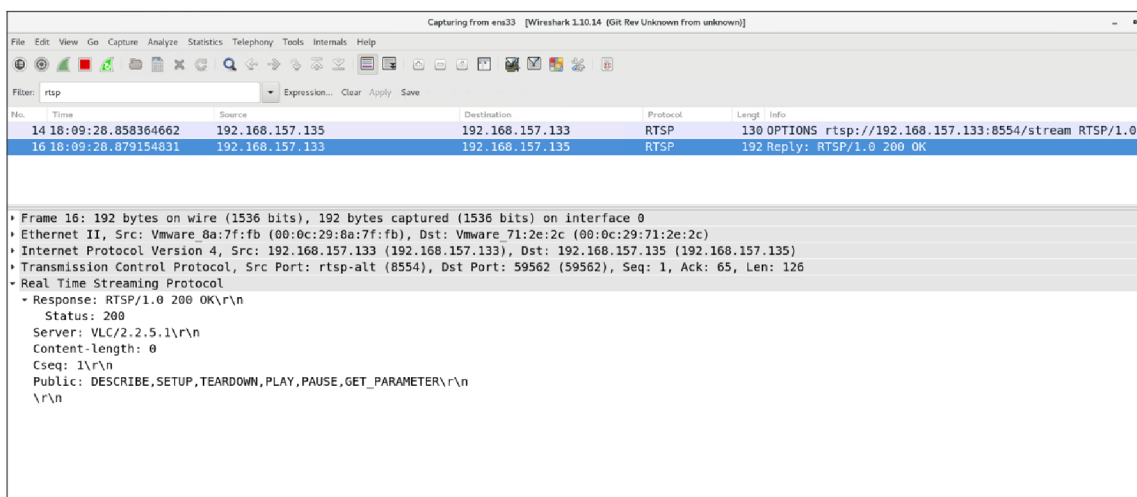 Capturing from ens33 [Wireshark 1.10.14 (Git Rev Unknown from unknown)]
File Edit View Go Capture Analyze Statistics Telephony Tools Internals Help
Filter: rtsp Expression... Clear Apply Save
No. Time Source Destination Protocol Lengt Info
14 18:09:28.858364662 192.168.157.135 192.168.157.133 RTSP 130 OPTIONS rtsp://192.168.157.133:8554/stream RTSP/1.0
16 18:09:28.879154831 192.168.157.133 192.168.157.135 RTSP 192 Reply: RTSP/1.0 200 OK
Frame 16: 192 bytes on wire (1536 bits), 192 bytes captured (1536 bits) on interface 0
Ethernet II, Src: Vmware_8a:7f:fb (00:0c:29:8a:7f:fb), Dst: Vmware_71:2e:2c (00:0c:29:71:2e:2c)
Internet Protocol Version 4, Src: 192.168.157.133 (192.168.157.133), Dst: 192.168.157.135 (192.168.157.135)
Transmission Control Protocol, Src Port: rtsp-alt (8554), Dst Port: 59562 (59562), Seq: 1, Ack: 65, Len: 126
Real Time Streaming Protocol
Response: RTSP/1.0 200 OK\r\n
Status: 200
Server: VLC/2.2.5.1\r\n
Content-length: 0
Cseq: 1\r\n
Public: DESCRIBE,SETUP,TEARDOWN,PLAY,PAUSE,GET_PARAMETER\r\n
\r\n